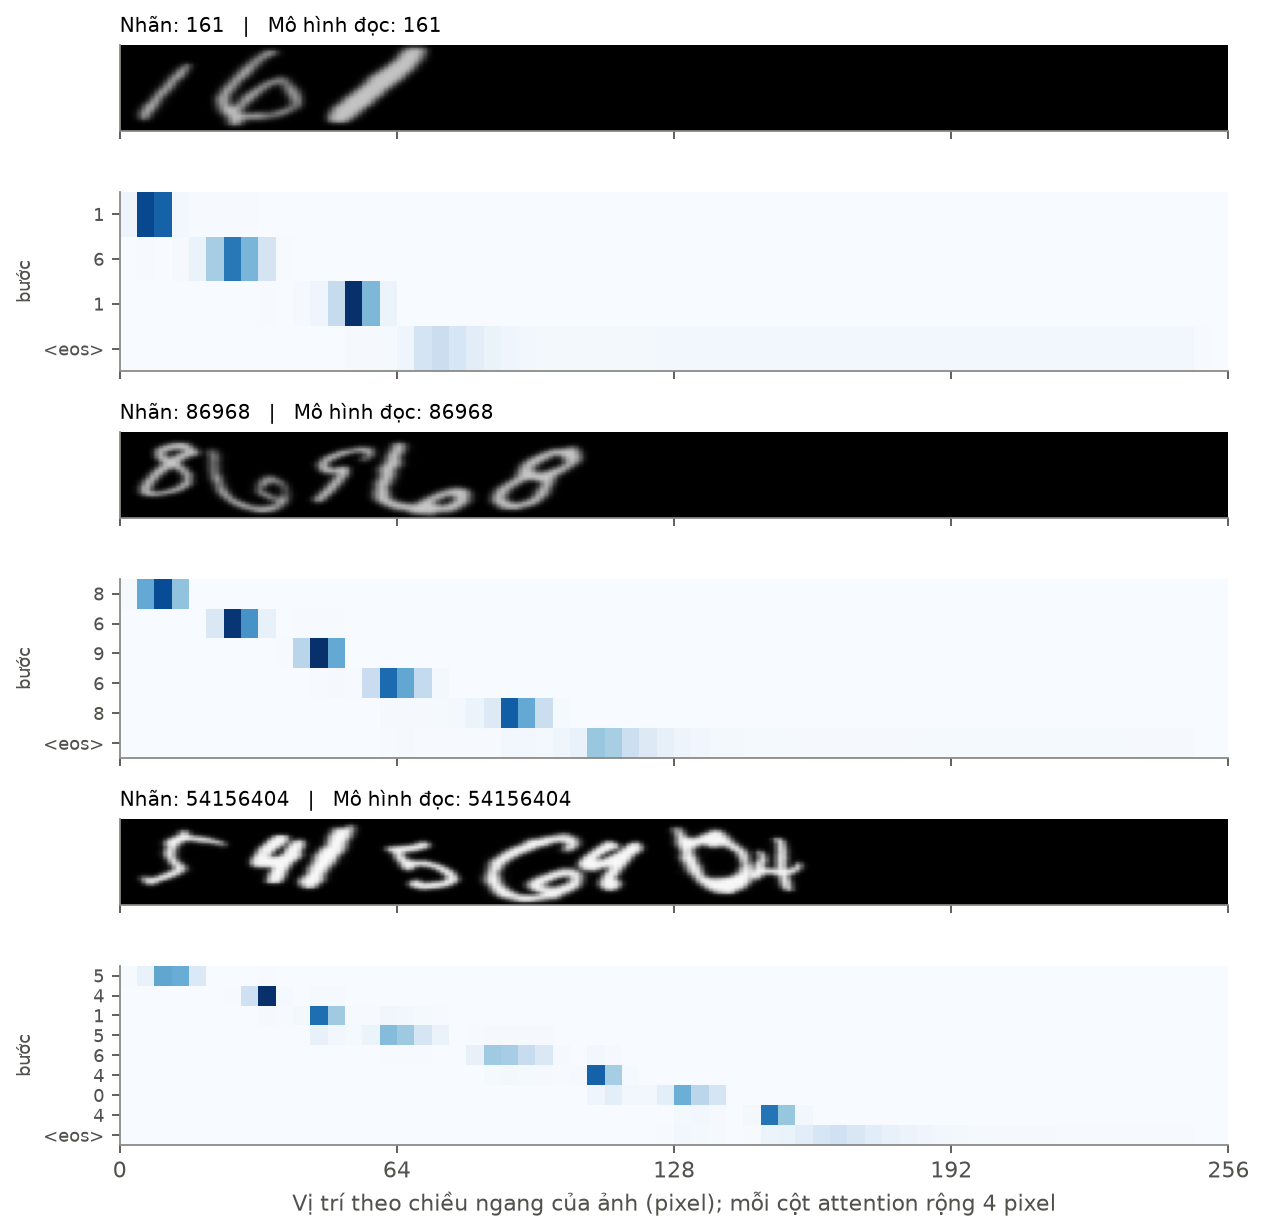 Nhãn: 161 | Mô hình đọc: 161
161
bước
1
6
1
<eos>
Nhãn: 86968 | Mô hình đọc: 86968
86968
bước
8
6
9
6
8
<eos>
Nhãn: 54156404 | Mô hình đọc: 54156404
54156404
bước
5
4
1
5
6
4
0
4
<eos>
0 64 128 192 256
Vị trí theo chiều ngang của ảnh (pixel); mỗi cột attention rộng 4 pixel